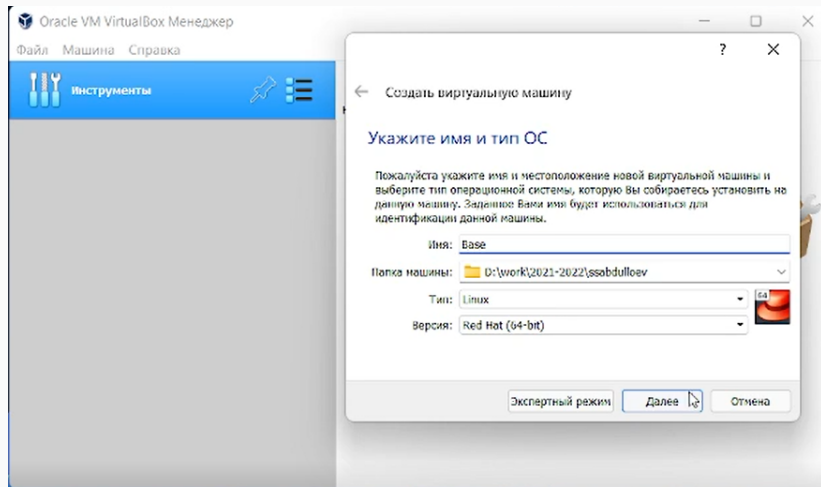 Oracle VM VirtualBox Менеджер
Файл Машина Справка
Инструменты
?
Создать виртуальную машину
Укажите имя и тип ОС
Пожалуйста укажите имя и местоположение новой виртуальной машины и
выберите тип операционной системы, которую Вы собираетесь установить на
данную машину. Заданное Вами имя будет использоваться для
идентификации данной машины.
Имя: Base
Папка машины: D:\work\2021-2022\ssabdulloev
Тип: Linux
64
Версия: Red Hat (64-bit)
Экспертный режим Далее Отмена